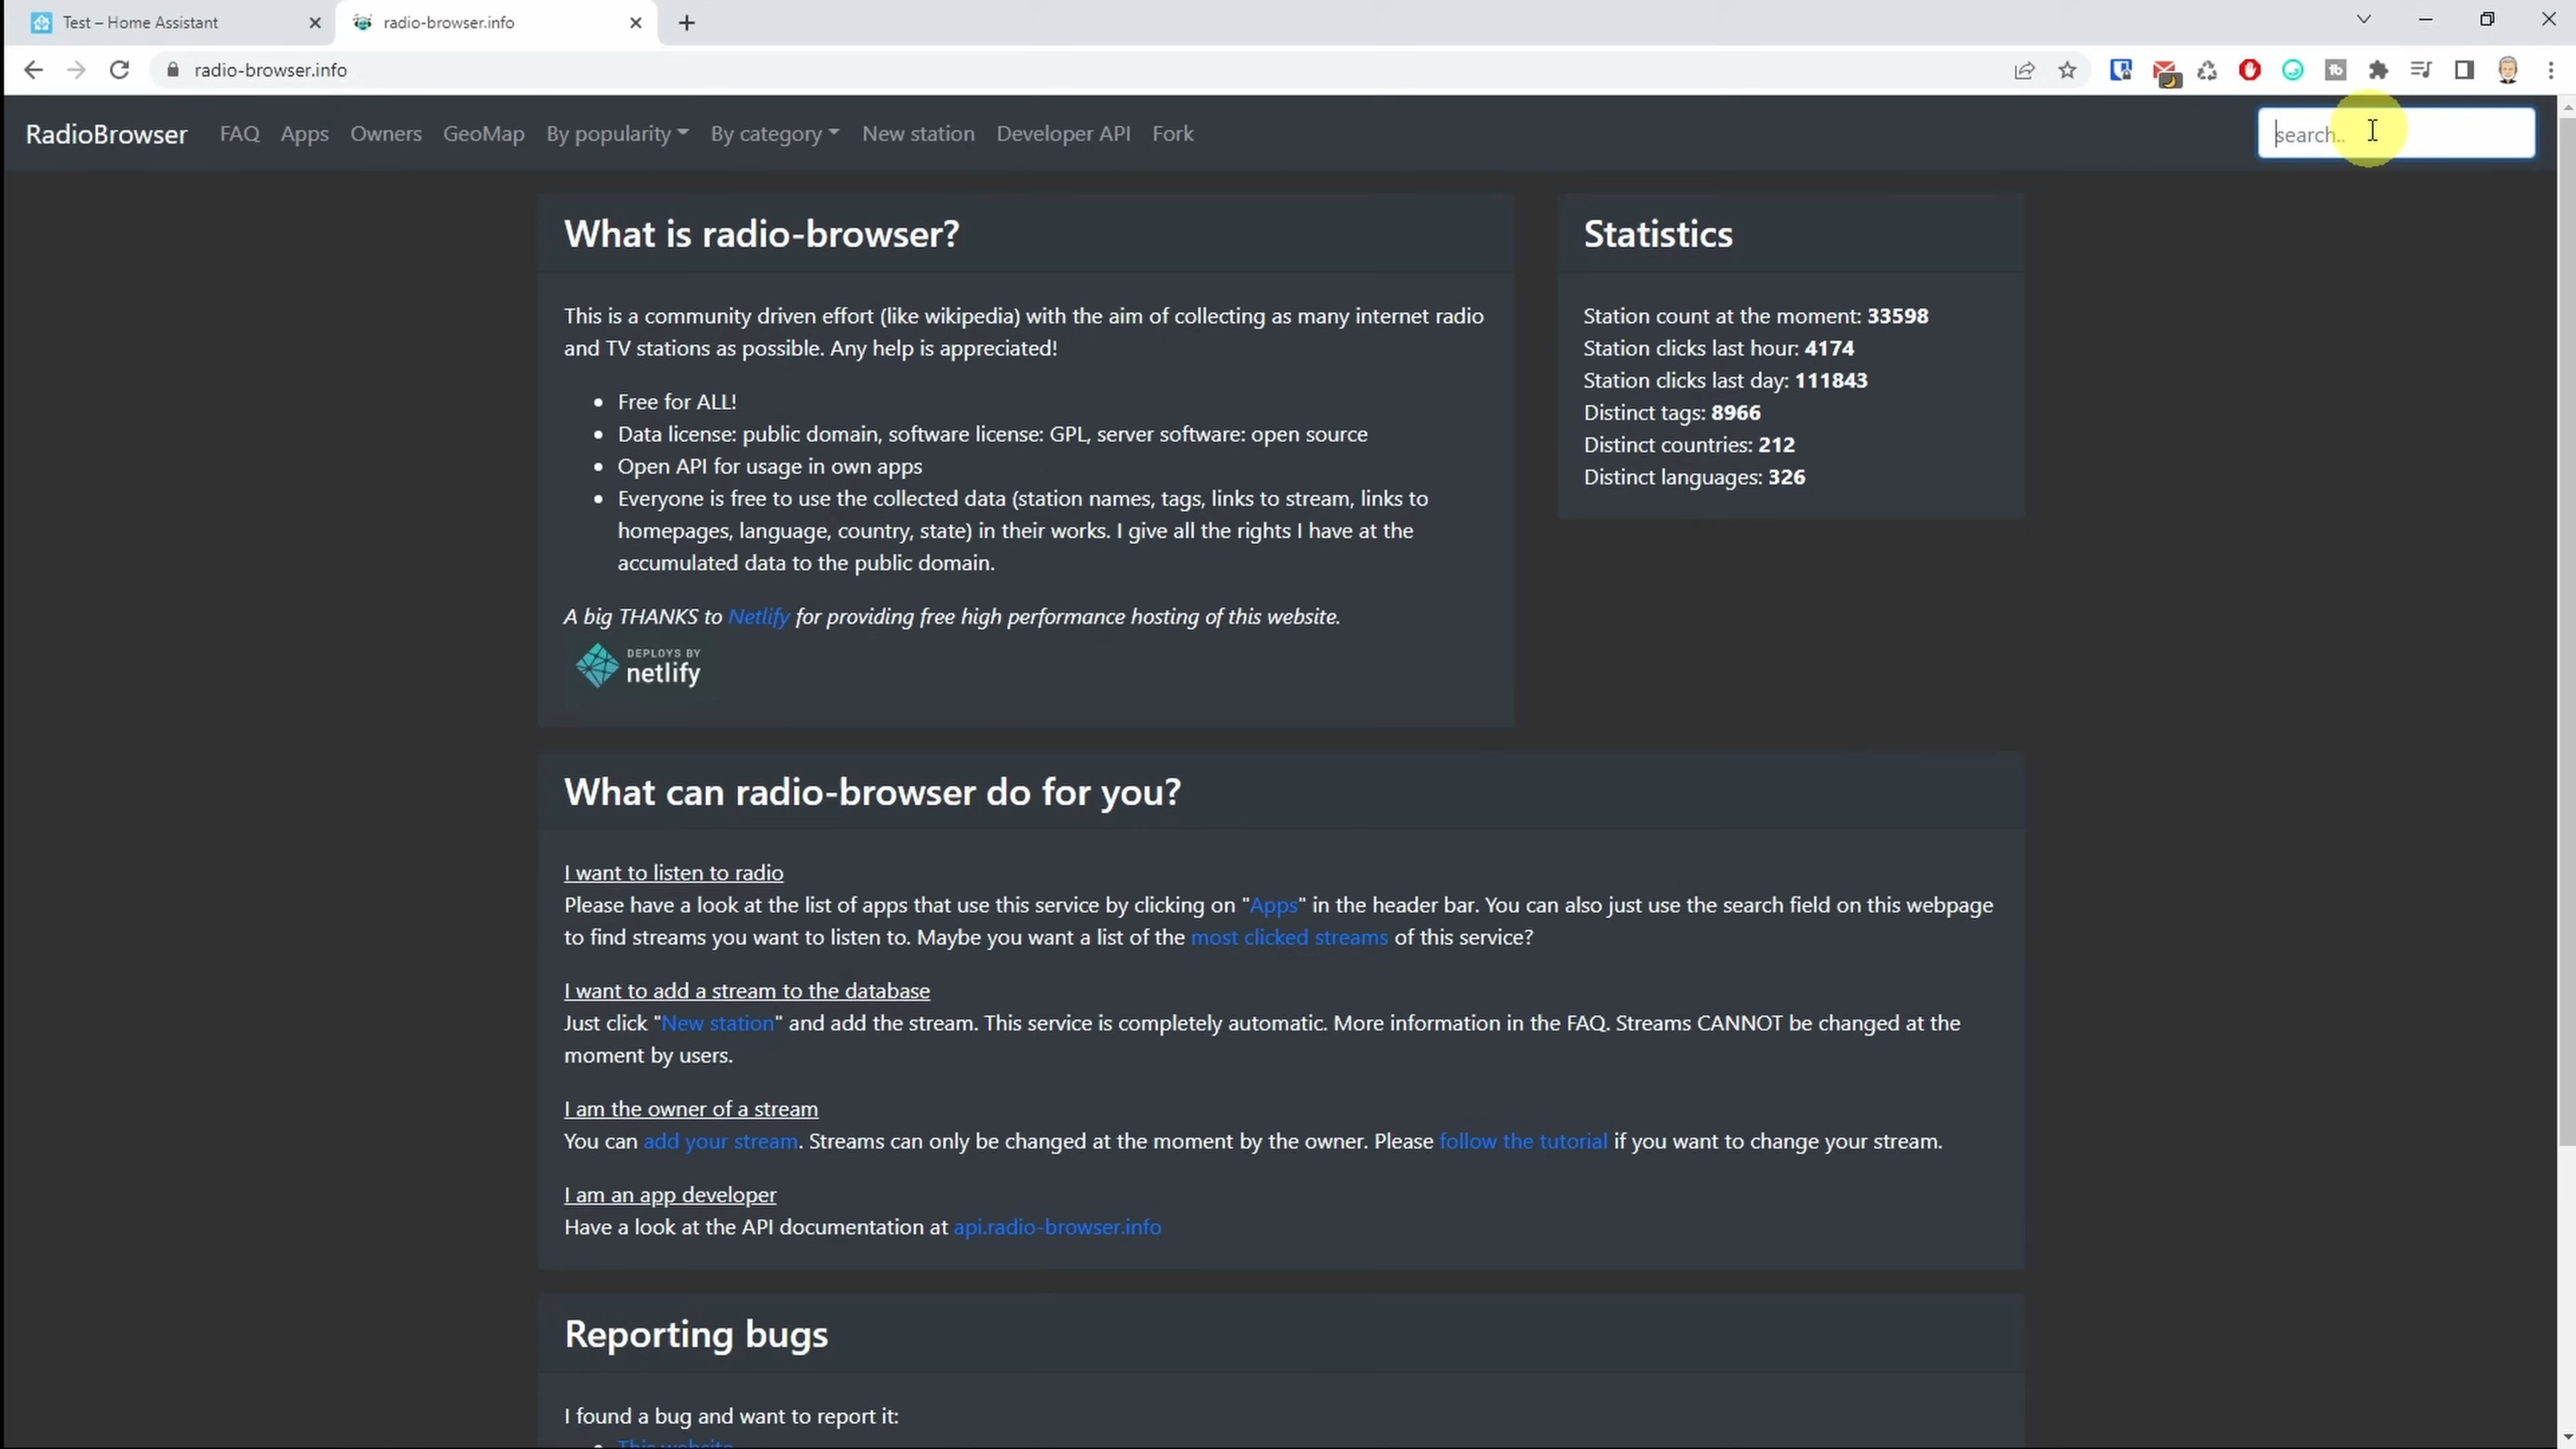 Test – Home Assistant
radio-browser.info
radio-browser.info
RadioBrowser FAQ Apps Owners GeoMap By popularity By category New station Developer API Fork
search..
What is radio-browser?
This is a community driven effort (like wikipedia) with the aim of collecting as many internet radio
and TV stations as possible. Any help is appreciated!
• Free for ALL!
• Data license: public domain, software license: GPL, server software: open source
• Open API for usage in own apps
• Everyone is free to use the collected data (station names, tags, links to stream, links to
homepages, language, country, state) in their works. I give all the rights I have at the
accumulated data to the public domain.
A big THANKS to Netlify for providing free high performance hosting of this website.
DEPLOYS BY
netlify
Statistics
Station count at the moment: 33598
Station clicks last hour: 4174
Station clicks last day: 111843
Distinct tags: 8966
Distinct countries: 212
Distinct languages: 326
What can radio-browser do for you?
I want to listen to radio
Please have a look at the list of apps that use this service by clicking on "Apps" in the header bar. You can also just use the search field on this webpage
to find streams you want to listen to. Maybe you want a list of the most clicked streams of this service?
I want to add a stream to the database
Just click "New station" and add the stream. This service is completely automatic. More information in the FAQ. Streams CANNOT be changed at the
moment by users.
I am the owner of a stream
You can add your stream. Streams can only be changed at the moment by the owner. Please follow the tutorial if you want to change your stream.
I am an app developer
Have a look at the API documentation at api.radio-browser.info
Reporting bugs
I found a bug and want to report it:
• This website